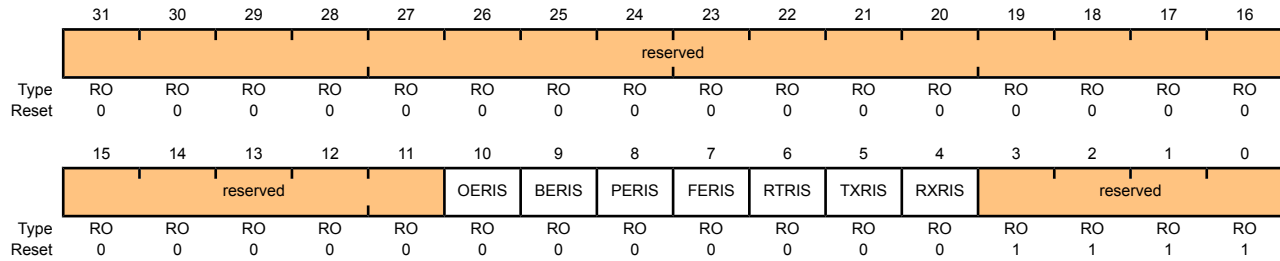 31 30 29 28 27 26 25 24 23 22 21 20 19 18 17 16
reserved
Type RO RO RO RO RO RO RO RO RO RO RO RO RO RO RO RO
Reset 0 0 0 0 0 0 0 0 0 0 0 0 0 0 0 0
15 14 13 12 11 10 9 8 7 6 5 4 3 2 1 0
reserved OERIS BERIS PERIS FERIS RTRIS TXRIS RXRIS reserved
Type RO RO RO RO RO RO RO RO RO RO RO RO RO RO RO RO
Reset 0 0 0 0 0 0 0 0 0 0 0 0 1 1 1 1